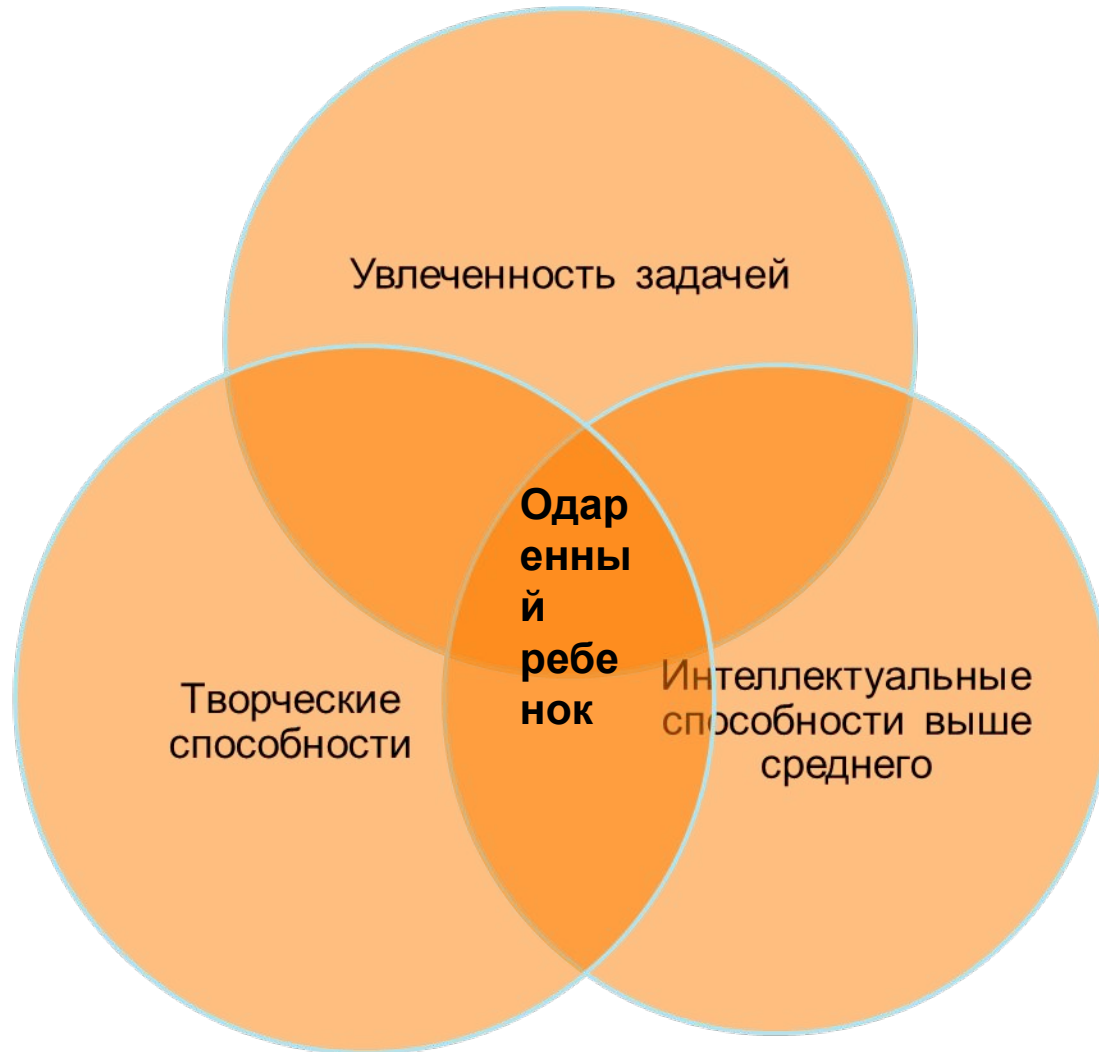 Увлеченность задачей
Одар
енны
й
ребе
нок
Творческие
способности
Интеллектуальные
способности выше
среднего